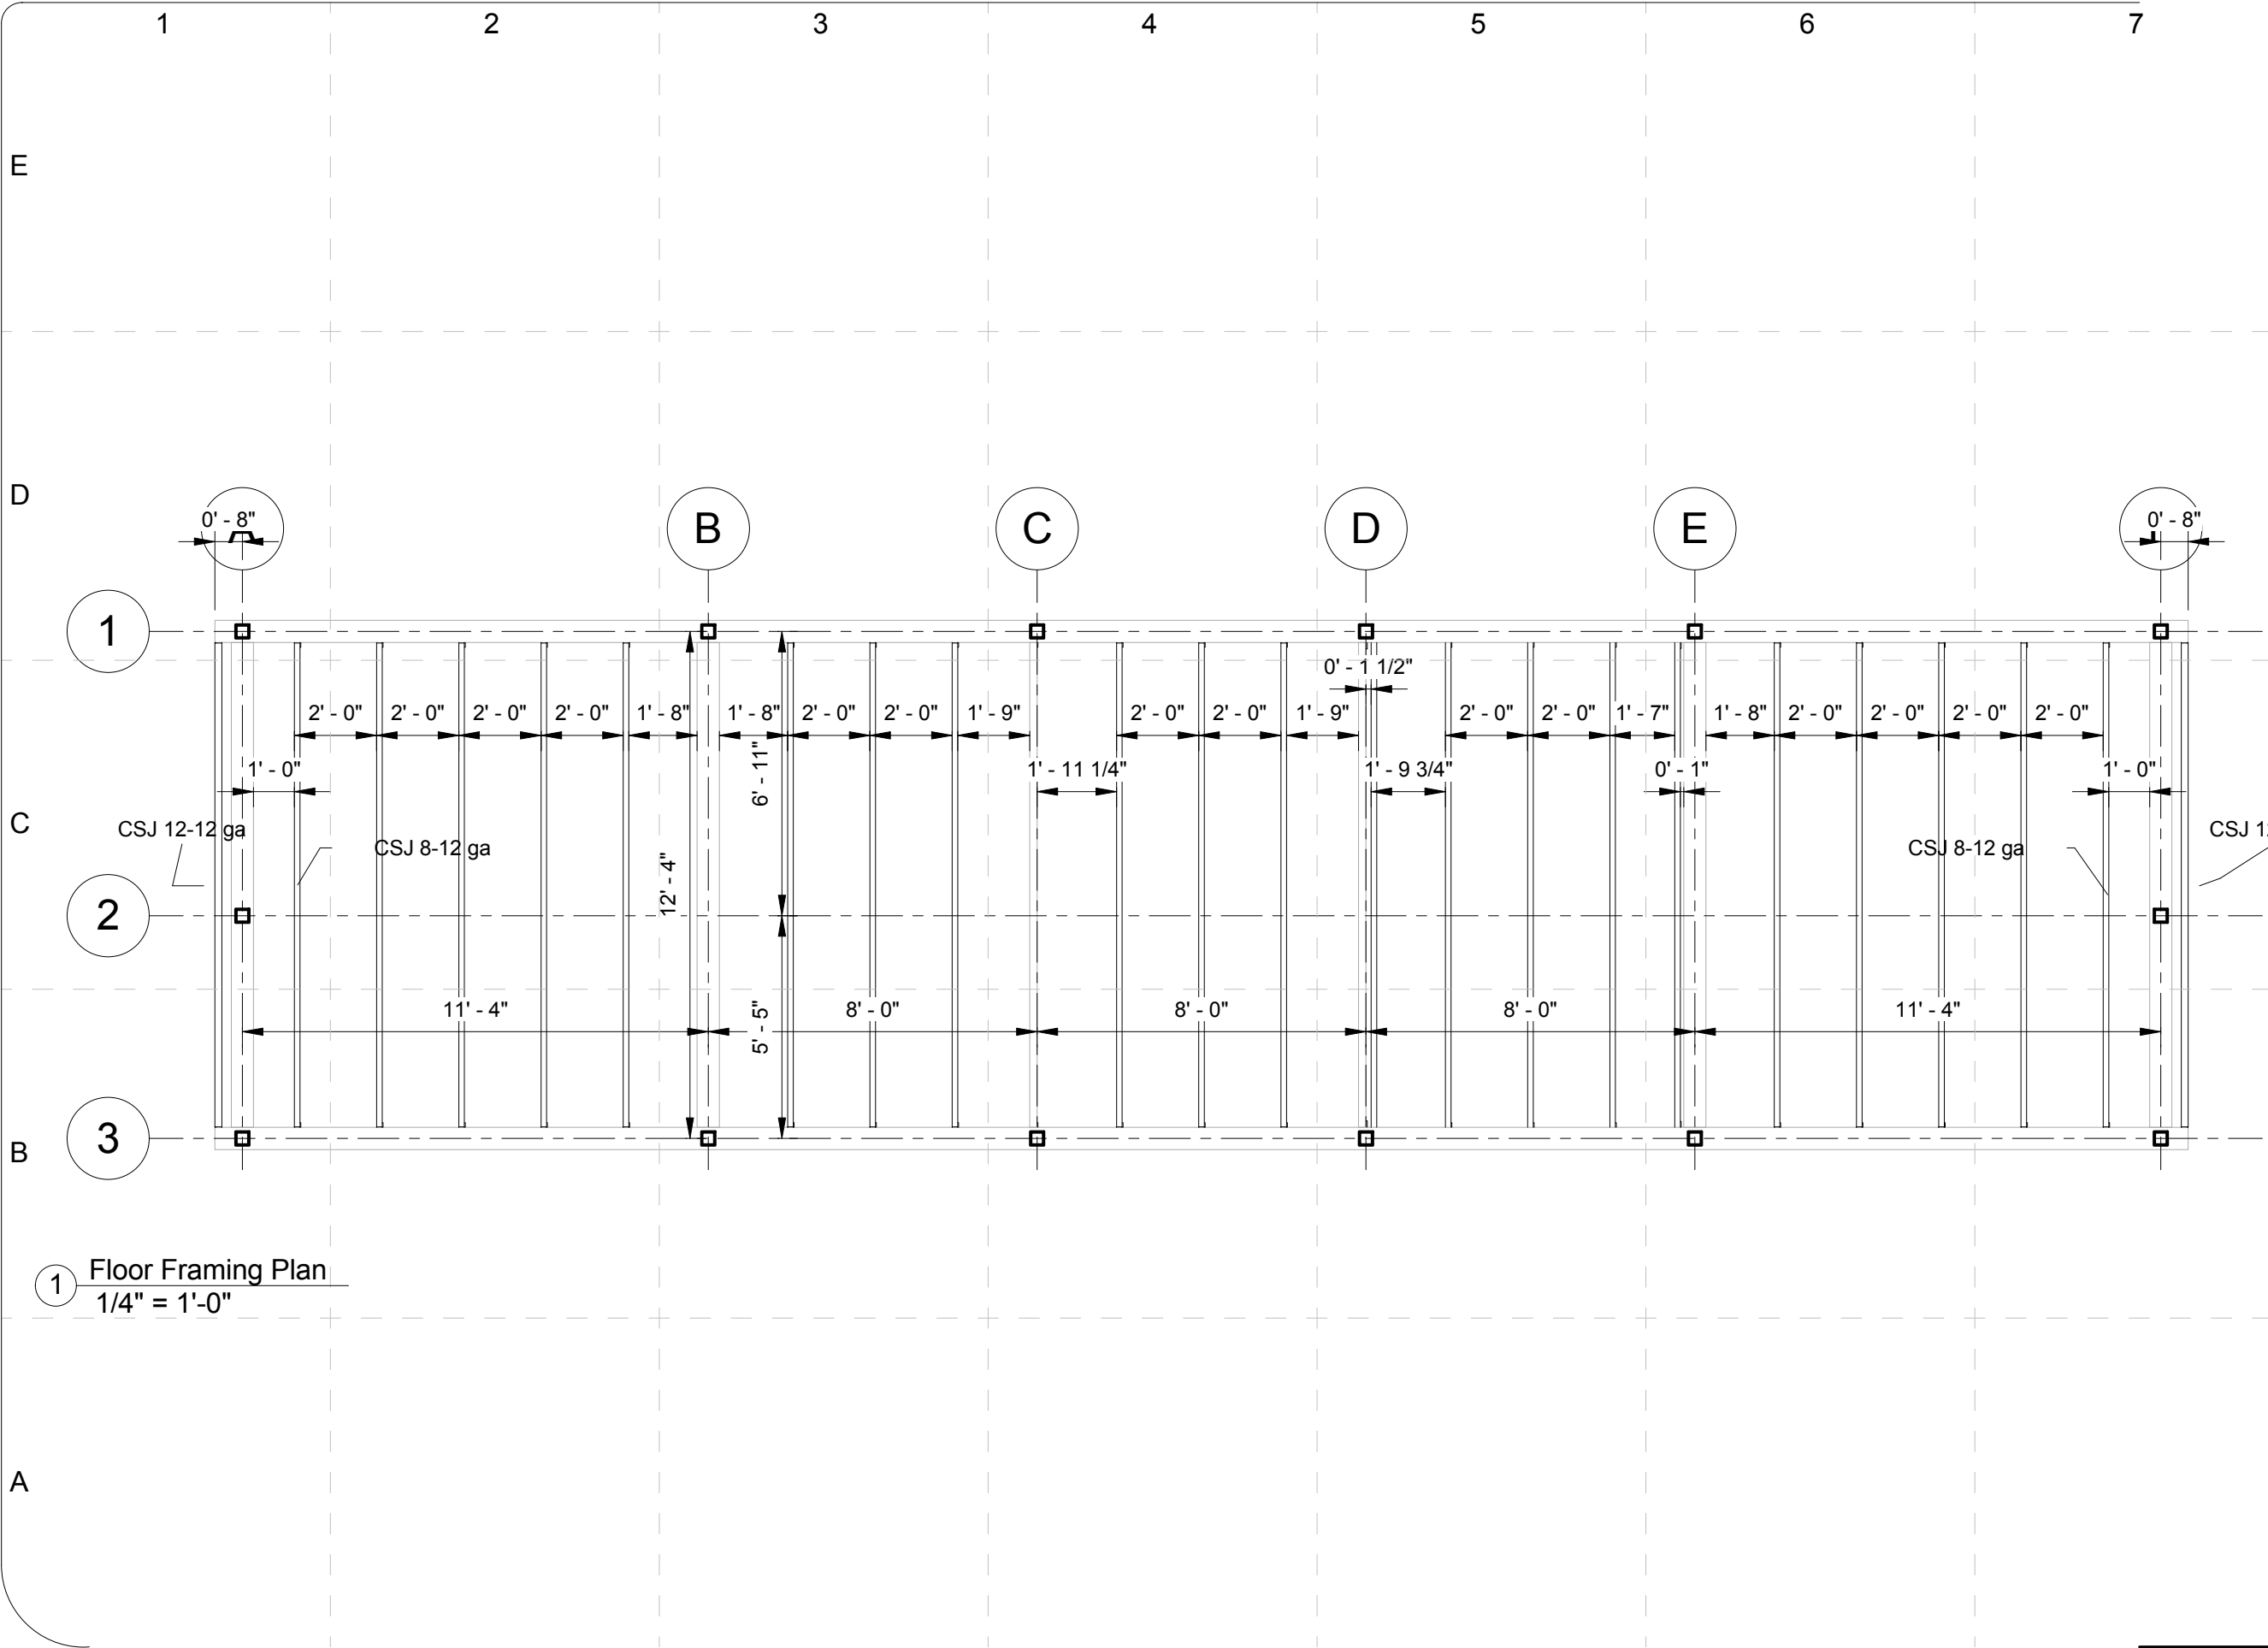 1 2 3 4 5 6 7
E
D
0' - 8"
B C D E
0' - 8"
1
0' - 1 1/2"
2' - 0" 2' - 0" 2' - 0" 2' - 0" 1' - 8" 1' - 8" 2' - 0" 2' - 0" 1' - 9" 2' - 0" 2' - 0" 1' - 9" 2' - 0" 2' - 0" 1' - 7" 1' - 8" 2' - 0" 2' - 0" 2' - 0" 2' - 0"
1' - 0" 6' - 11" 1' - 11 1/4" 1' - 9 3/4" 0' - 1" 1' - 0"
C
CSJ 12-12 ga
CSJ 8-12 ga
CSJ 8-12 ga
CSJ
12' - 4"
2
11' - 4" 5' - 5" 8' - 0" 8' - 0" 8' - 0" 11' - 4"
3
B
1 Floor Framing Plan
1/4" = 1'-0"
A